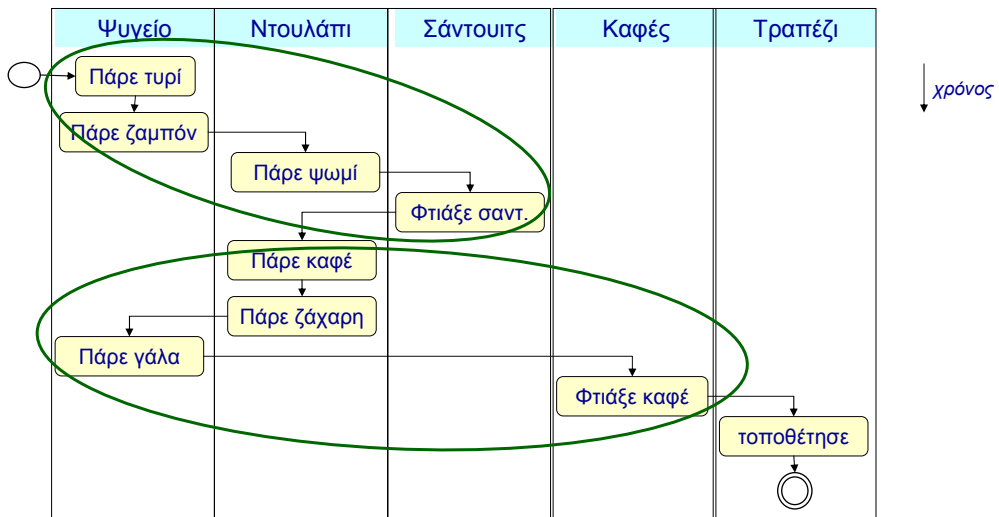 Ψυγείο
Ντουλάπι
Σάντουιτς
Καφές
Τραπέζι
Πάρε τυρί
χρόνος
Πάρε ζαμπόν
Πάρε ψωμί
Φτιάξε σαντ.
Πάρε καφέ
Πάρε ζάχαρη
Πάρε γάλα
Φτιάξε καφέ
τοποθέτησε